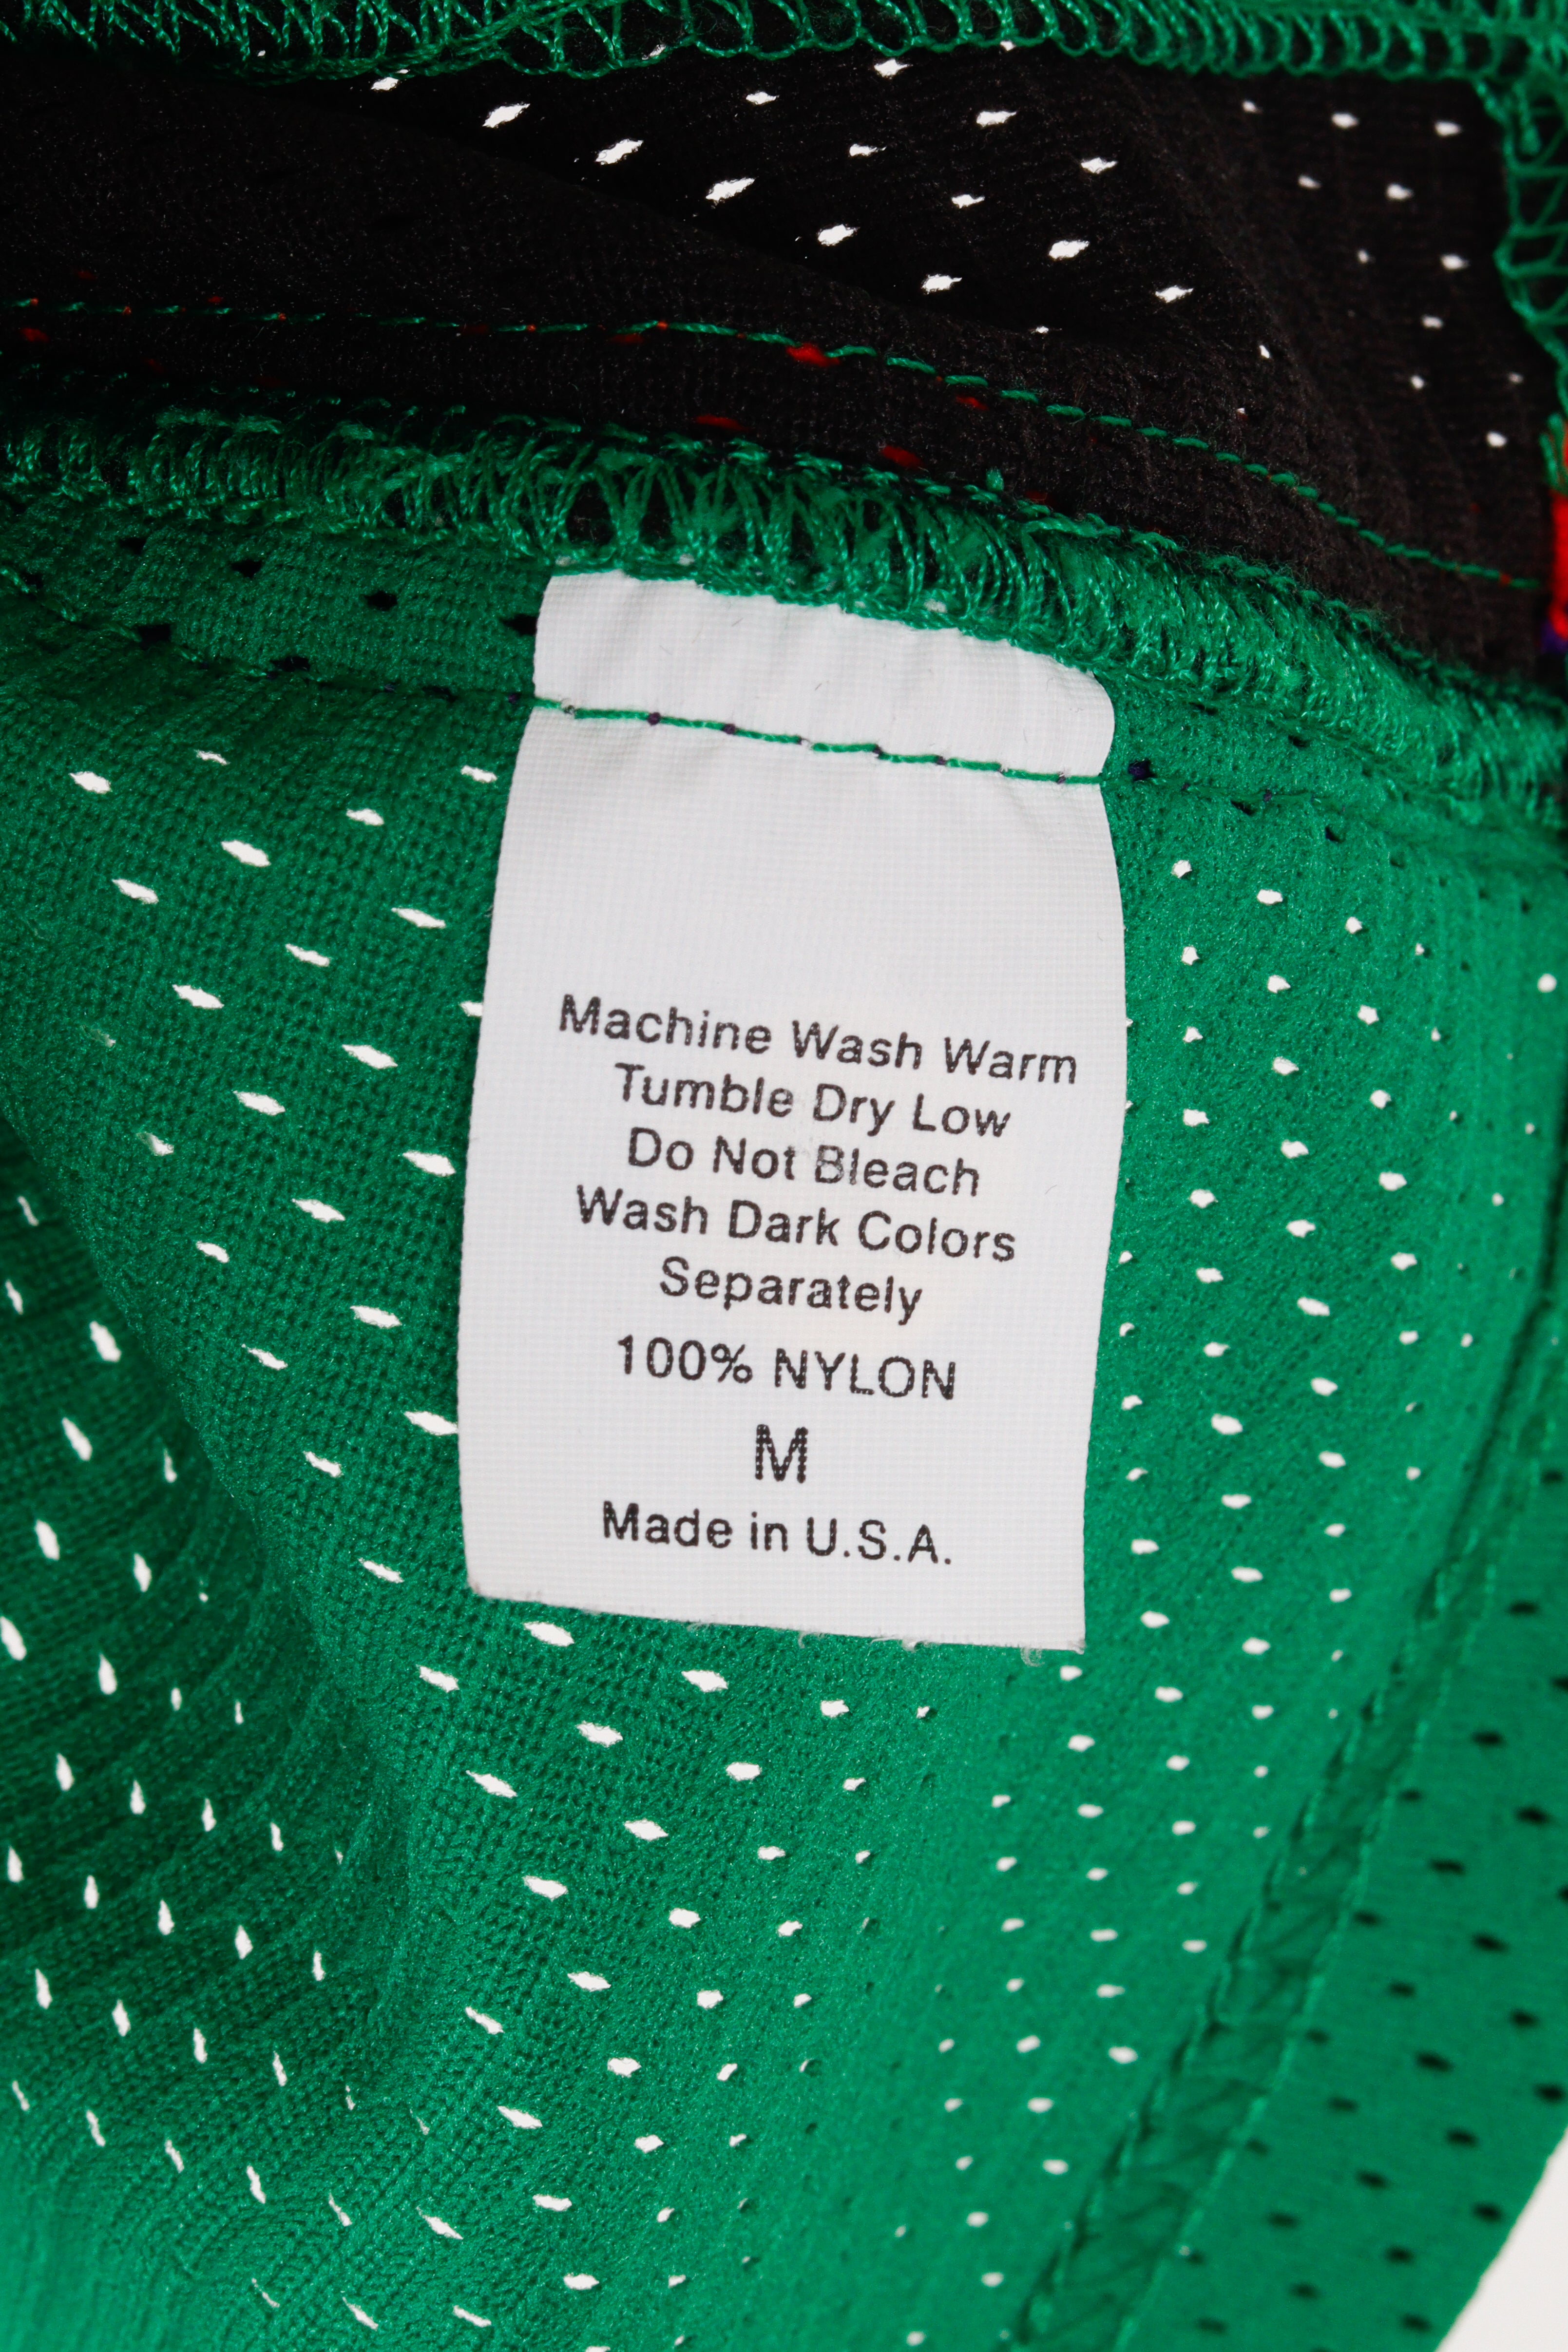 Machine Wash Warm
Tumble Dry Low
Do Not Bleach
Wash Dark Colors
Separately
100% NYLON
M
Made in U.S.A.